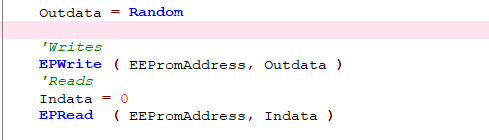 Outdata = Random
'Writes
EPWrite ( EEPromAddress, Outdata )
'Reads
Indata = 0
EPRead  ( EEPromAddress, Indata )